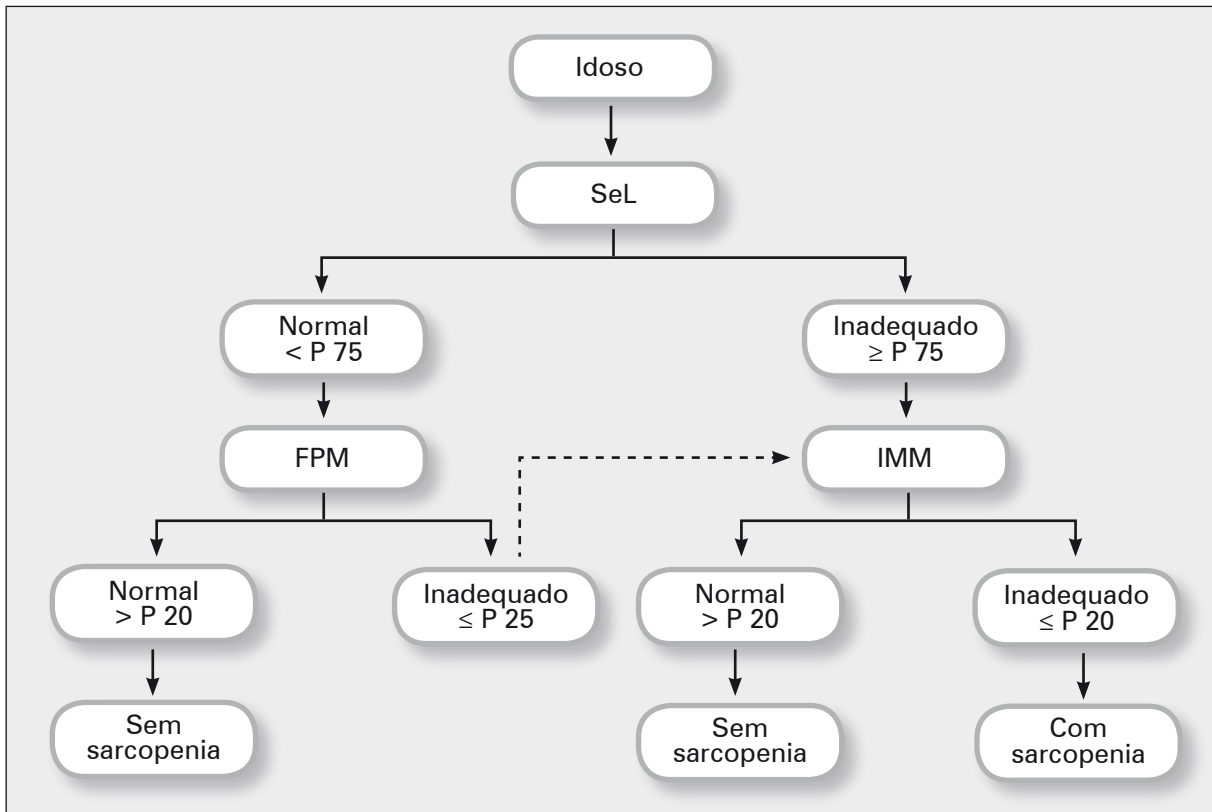 Idoso
SeL
Normal
< P 75
Inadequado
≥ P 75
FPM
IMM
Normal
> P 20
Inadequado
≤ P 25
Normal
> P 20
Inadequado
≤ P 20
Sem
sarcopenia
Sem
sarcopenia
Com
sarcopenia